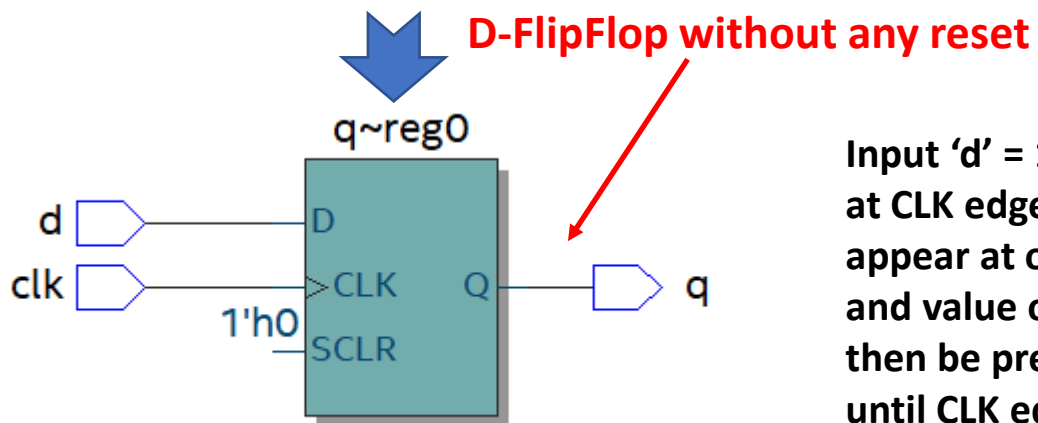 D-FlipFlop without any reset
q~reg0
Input ‘d’ =
at CLK edge
appear at
and value
then be
until CLK
d
D
clk
CLK
Q
q
1'h0
SCLR